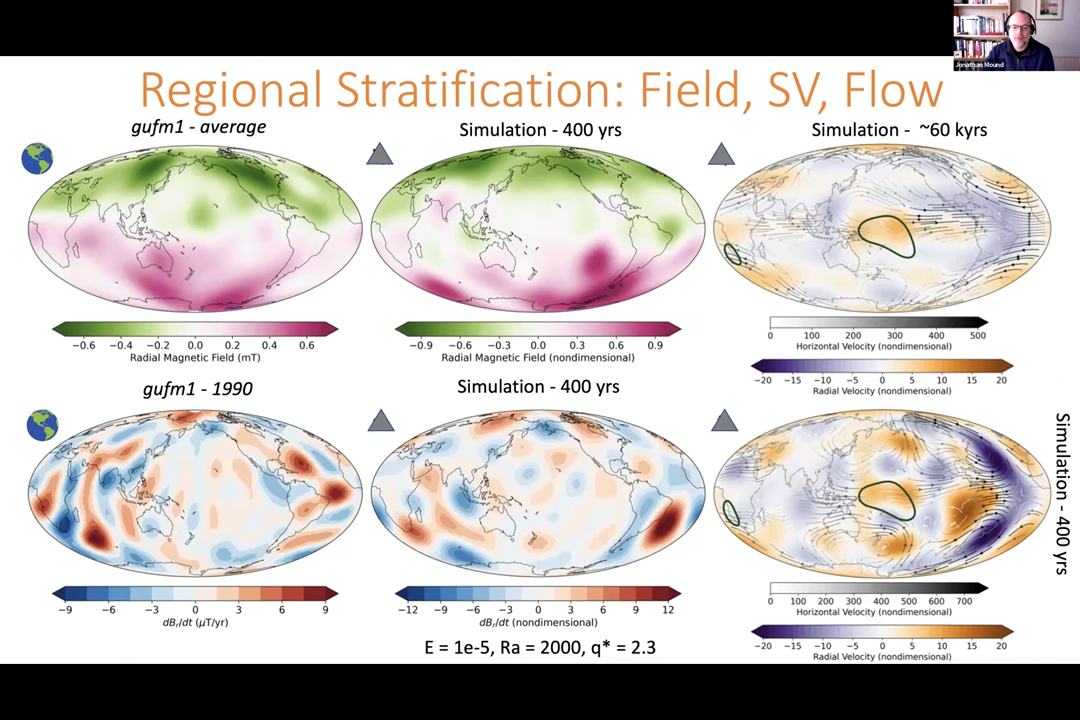 Jonathan Mound
Regional Stratification: Field, SV, Flow
gufm1 - average
Simulation - 400 yrs
Simulation - ~60 kyrs
−0.6 −0.4 −0.2 0.0 0.2 0.4 0.6
Radial Magnetic Field (mT)
−0.9 −0.6 −0.3 0.0 0.3 0.6 0.9
Radial Magnetic Field (nondimensional)
0 100 200 300 400 500
Horizontal Velocity (nondimensional)
−20 −15 −10 −5 0 5 10 15 20
Radial Velocity (nondimensional)
gufm1 - 1990
Simulation - 400 yrs
Simulation - 400 yrs
−9 −6 −3 0 3 6 9
dBr/dt (μT/yr)
−12 −9 −6 −3 0 3 6 9 12
dBr/dt (nondimensional)
0 100 200 300 400 500 600 700
Horizontal Velocity (nondimensional)
−20 −15 −10 −5 0 5 10 15 20
Radial Velocity (nondimensional)
E = 1e-5, Ra = 2000, q* = 2.3